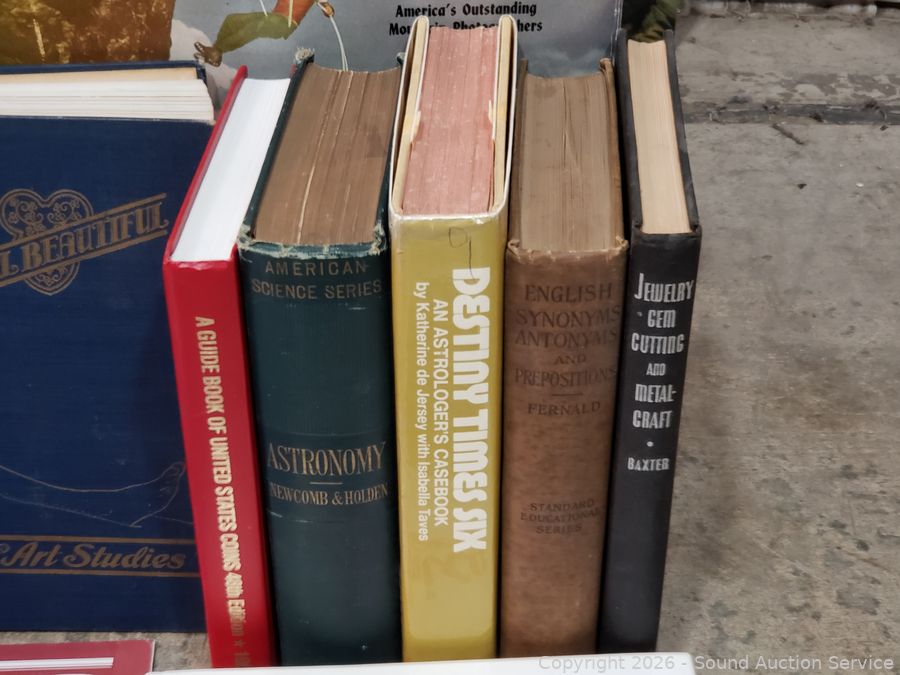 America's Outstanding
L BEAUTIFUL
Art Studies
A GUIDE BOOK OF UNITED STATES COINS 49th Edition ★
AMERICAN
SCIENCE SERIES
ASTRONOMY
NEWCOMB & HOLDEN
DESTINY TIMES SIX
AN ASTROLOGER'S CASEBOOK
by Katherine de Jersey with Isabella Taves
ENGLISH
SYNONYMS
ANTONYMS
AND
PREPOSITIONS
FERNALD
STANDARD
EDUCATIONAL
SERIES
JEWELRY
GEM
CUTTING
AND
METAL-
CRAFT
•
BAXTER
Copyright 2026 - Sound Auction Service